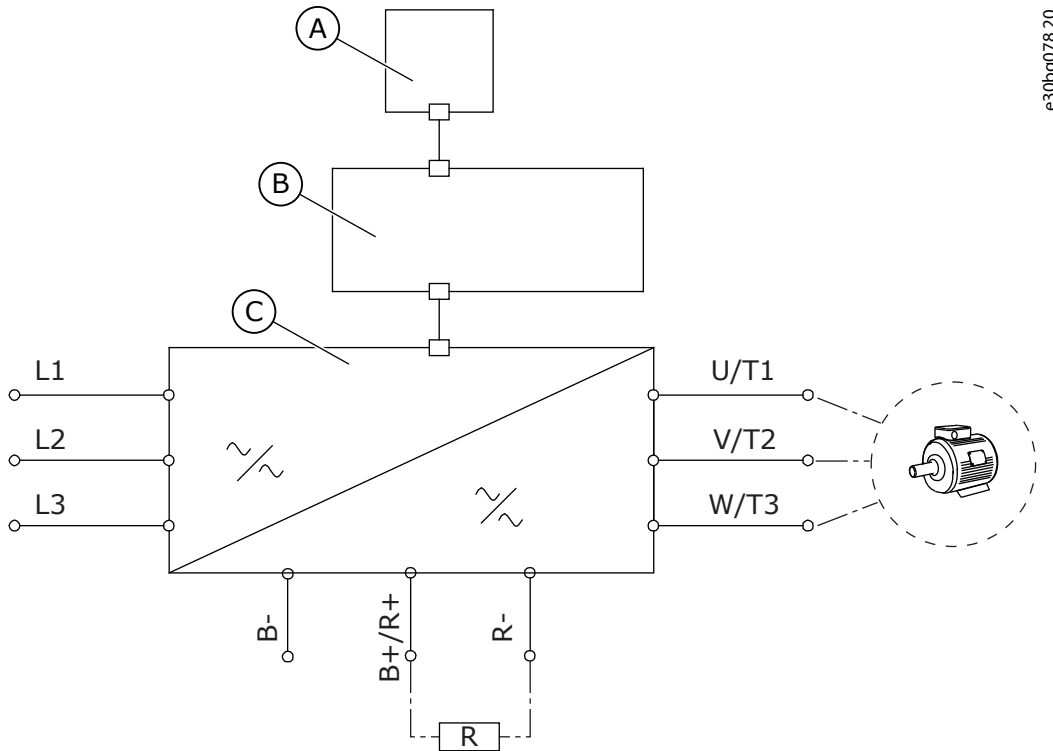 A
e30bg078.20
B
C
L1
U/T1
L2
V/T2
L3
W/T3
B-
B+/R+
R-
R